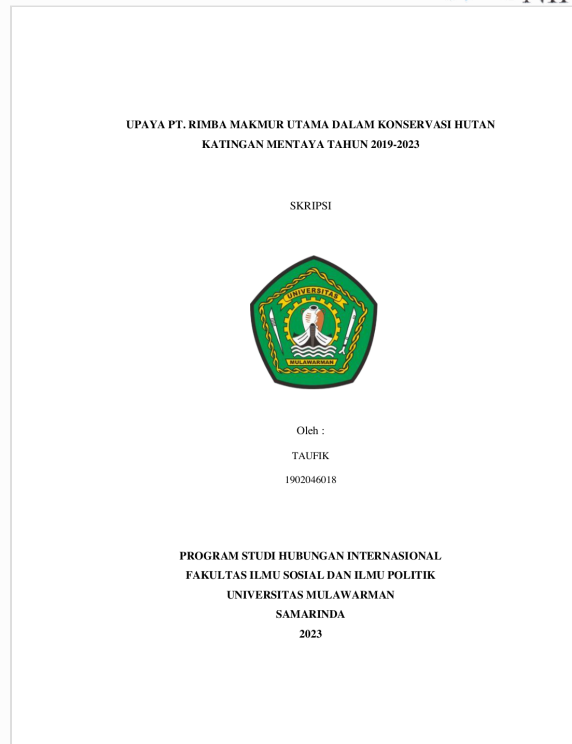 UPAYA PT. RIMBA MAKMUR UTAMA DALAM KONSERVASI HUTAN
KATINGAN MENTAYA TAHUN 2019-2023
SKRIPSI
UNIVERSITAS
MULAWARMAN
Oleh :
TAUFIK
1902046018
PROGRAM STUDI HUBUNGAN INTERNASIONAL
FAKULTAS ILMU SOSIAL DAN ILMU POLITIK
UNIVERSITAS MULAWARMAN
SAMARINDA
2023